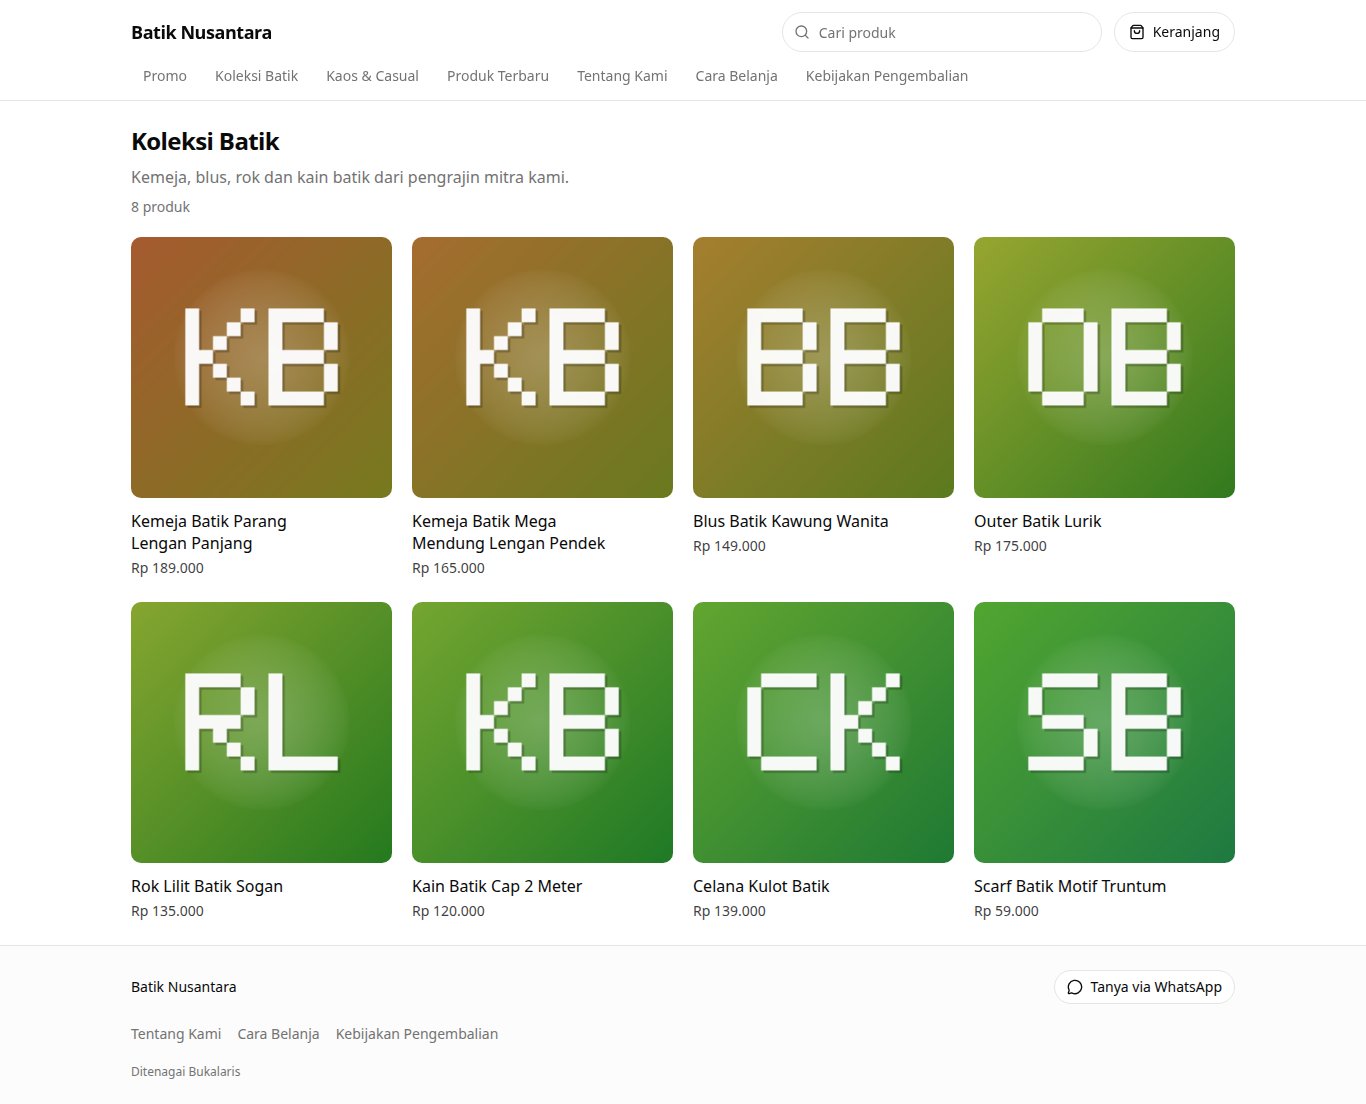 Batik Nusantara
Cari produk
Keranjang
Promo
Koleksi Batik
Kaos & Casual
Produk Terbaru
Tentang Kami
Cara Belanja
Kebijakan Pengembalian
Koleksi Batik
Kemeja, blus, rok dan kain batik dari pengrajin mitra kami.
8 produk
KB
Kemeja Batik Parang
Lengan Panjang
Rp 189.000
KB
Kemeja Batik Mega
Mendung Lengan Pendek
Rp 165.000
BB
Blus Batik Kawung Wanita
Rp 149.000
OB
Outer Batik Lurik
Rp 175.000
RL
Rok Lilit Batik Sogan
Rp 135.000
KB
Kain Batik Cap 2 Meter
Rp 120.000
CK
Celana Kulot Batik
Rp 139.000
SB
Scarf Batik Motif Truntum
Rp 59.000
Batik Nusantara
Tanya via WhatsApp
Tentang Kami
Cara Belanja
Kebijakan Pengembalian
Ditenagai Bukalaris